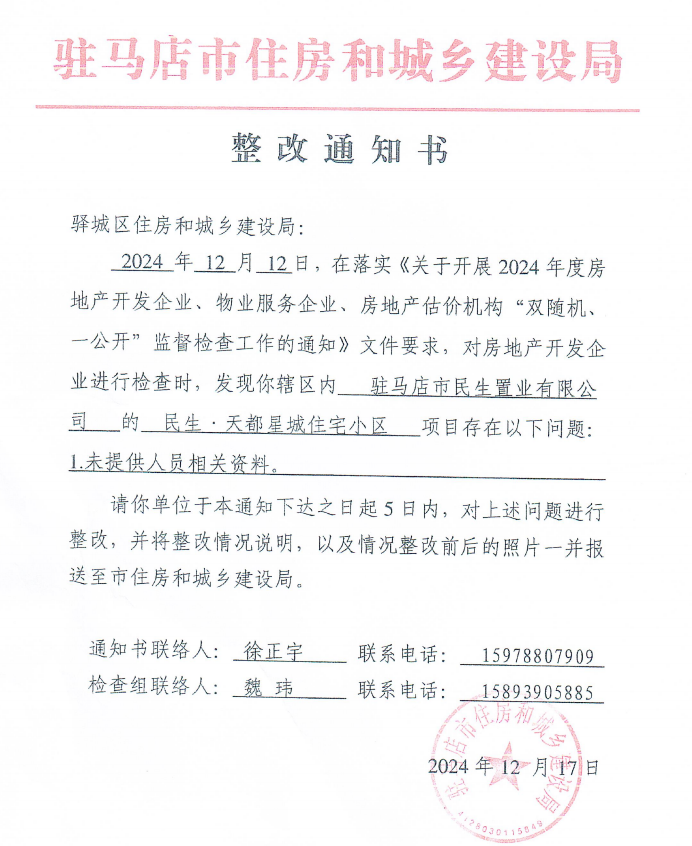 驻马店市住房和城乡建设局
整改通知书
驿城区住房和城乡建设局：
2024 年 12 月 12 日，在落实《关于开展 2024 年度房
地产开发企业、物业服务企业、房地产估价机构“双随机、
一公开”监督检查工作的通知》文件要求，对房地产开发企
业进行检查时，发现你辖区内 驻马店市民生置业有限公
司 的 民生·天都星城住宅小区 项目存在以下问题：
1.未提供人员相关资料。
请你单位于本通知下达之日起 5 日内，对上述问题进行
整改，并将整改情况说明，以及情况整改前后的照片一并报
送至市住房和城乡建设局。
通知书联络人： 徐正宇 联系电话： 15978807909
检查组联络人： 魏 玮 联系电话： 15893905885
驻马店市住房和城乡建设局
2024 年 12 月 17 日
4128030115049